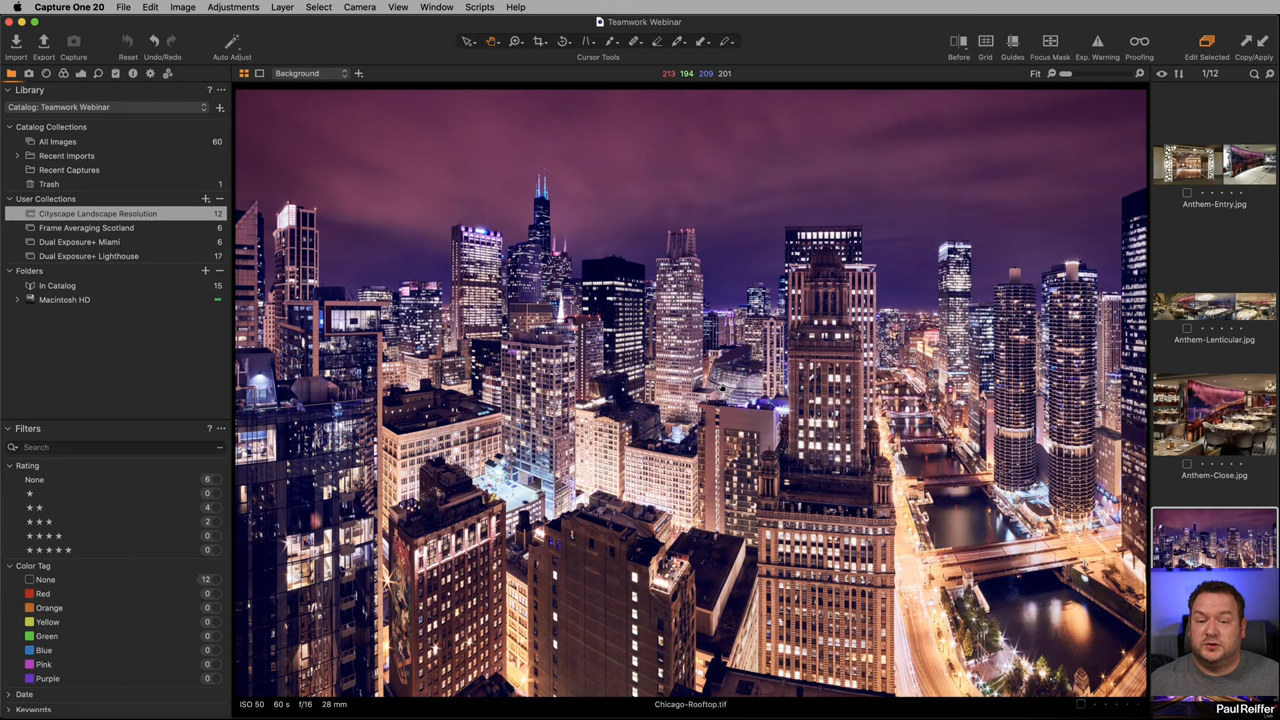 Capture One 20 File Edit Image Adjustments Layer Select Camera View Window Scripts Help
Teamwork Webinar
Import Export Capture Reset Undo/Redo Auto Adjust Cursor Tools Before Grid Guides Focus Mask Exp. Warning Proofing Edit Selected Copy/Apply
Background 213 194 209 201 Fit 1/12
Library ?
Catalog: Teamwork Webinar
Catalog Collections
All Images 60
Recent Imports
Recent Captures
Trash 1
User Collections
Cityscape Landscape Resolution 12
Frame Averaging Scotland 6
Dual Exposure+ Miami 6
Dual Exposure+ Lighthouse 17
Folders
In Catalog 15
Macintosh HD
Filters ?
Search
Rating
None 6
0
4
2
0
0
Color Tag
None 12
Red 0
Orange 0
Yellow 0
Green 0
Blue 0
Pink 0
Purple 0
Date
Keywords
ISO 50 60 s f/16 28 mm
Chicago-Rooftop.tif
Anthem-Entry.jpg
Anthem-Lenticular.jpg
Anthem-Close.jpg
Paul Reiffer
Live